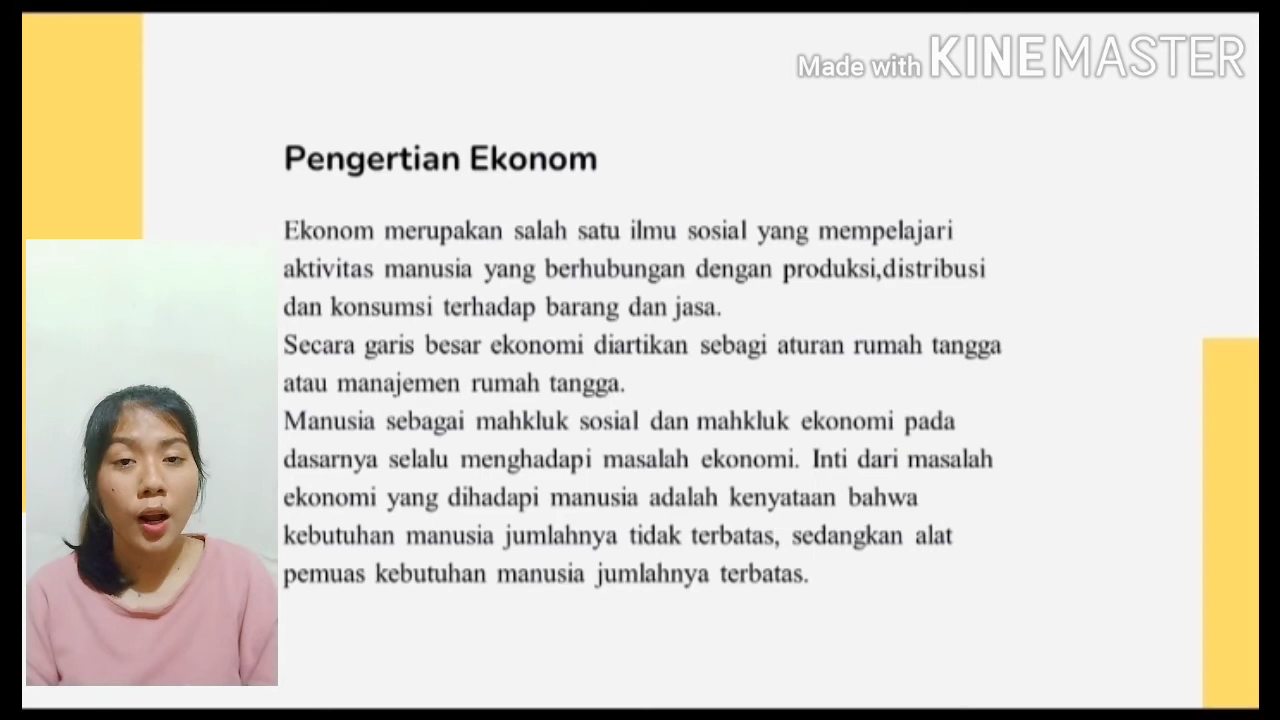 Made with KINEMASTER
Pengertian Ekonom
Ekonom merupakan salah satu ilmu sosial yang mempelajari
aktivitas manusia yang berhubungan dengan produksi,distribusi
dan konsumsi terhadap barang dan jasa.
Secara garis besar ekonomi diartikan sebagi aturan rumah tangga
atau manajemen rumah tangga.
Manusia sebagai mahkluk sosial dan mahkluk ekonomi pada
dasarnya selalu menghadapi masalah ekonomi. Inti dari masalah
ekonomi yang dihadapi manusia adalah kenyataan bahwa
kebutuhan manusia jumlahnya tidak terbatas, sedangkan alat
pemuas kebutuhan manusia jumlahnya terbatas.